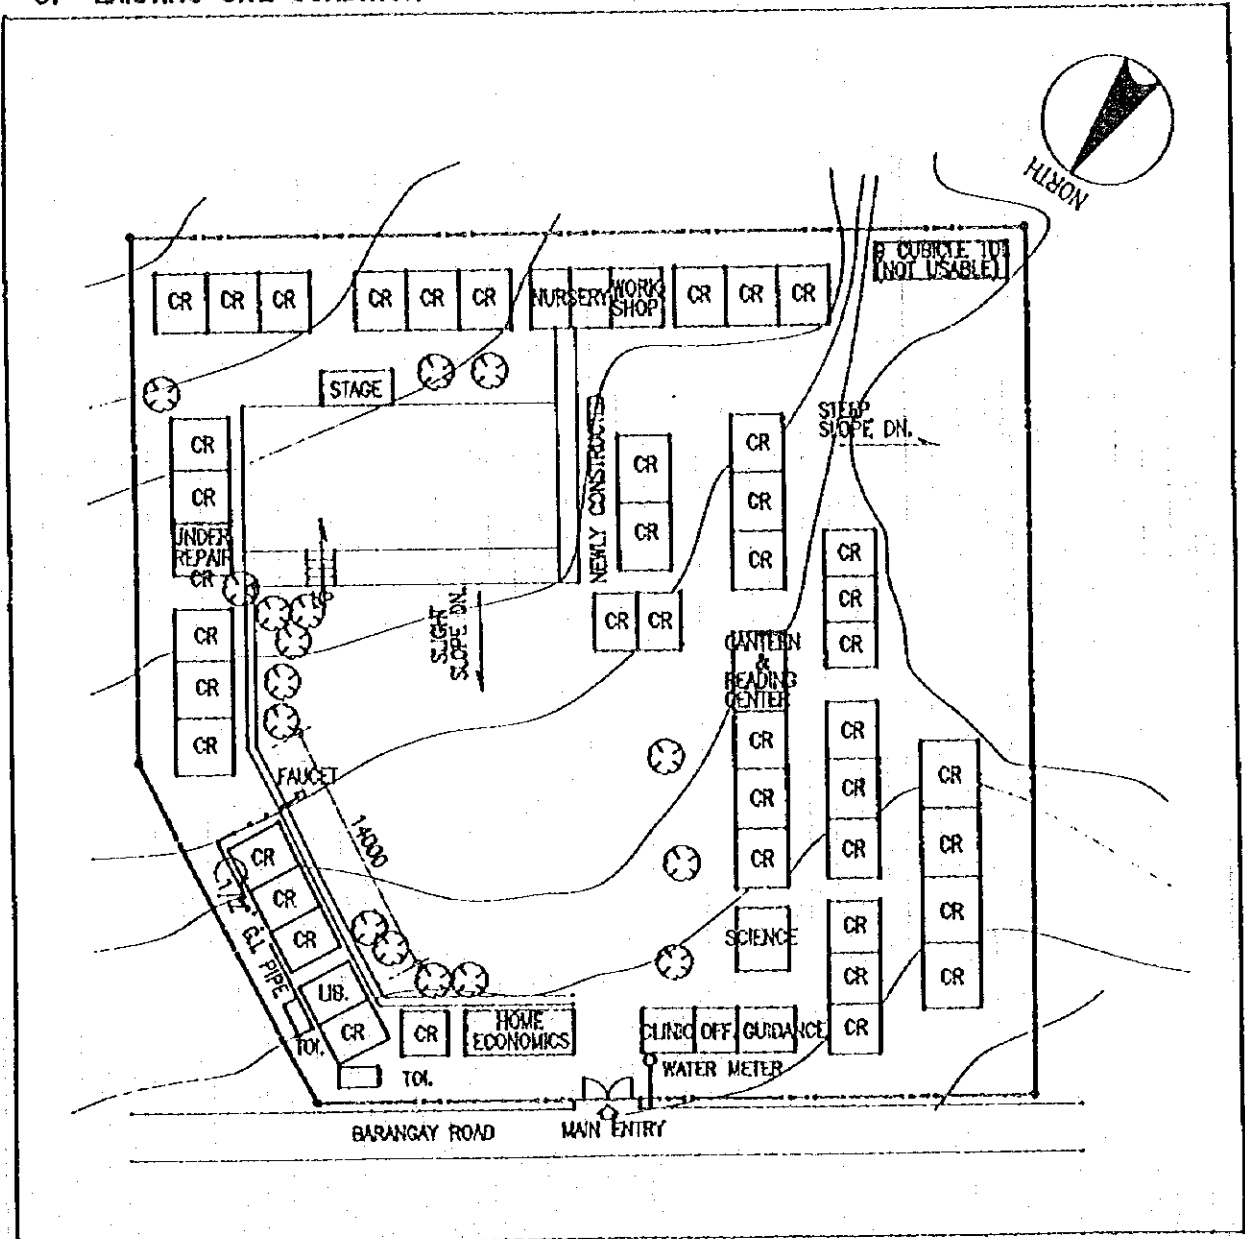 NORTH
CUBICLE TOI
(NOT USABLE)
CR CR CR CR CR CR NURSERY WORK SHOP CR CR CR
STAGE
STEEP
SLOPE DN.
CR
CR
UNDER
REPAIR
CR
NEWLY CONSTRUCTED
CR
CR
CR
CR
CR
CR
CR
CR
UP
SLIGHT
SLOPE DN.
CR CR
CR
CR
CR
CANTEEN
&
READING
CENTER
CR
CR
CR
CR
CR
CR
CR
CR
CR
CR
FAUCET
14000
CR
CR
CR
LIB.
CR
1/2" G.I. PIPE
TOI.
TOI.
SCIENCE
CR
CR
CR
CR
HOME
ECONOMICS
CLINIC OFF. GUIDANCE
WATER METER
BARANGAY ROAD
MAIN ENTRY